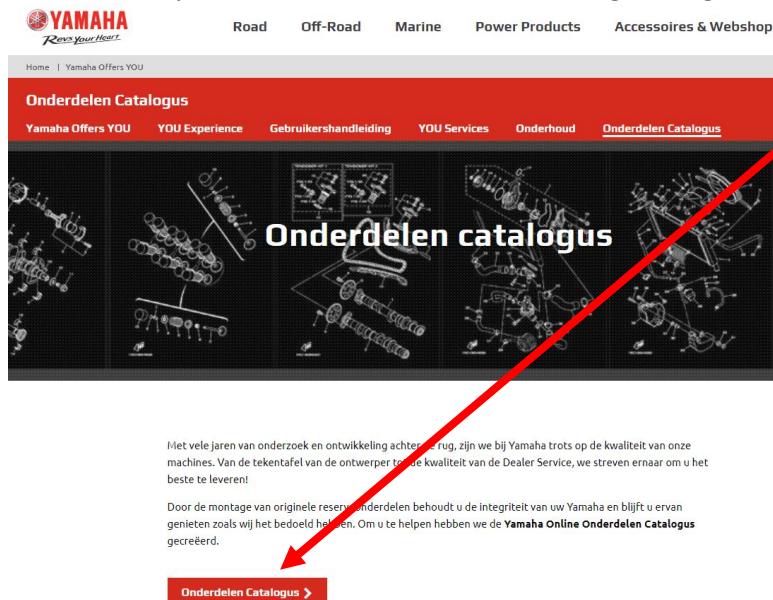 YAMAHA
Revs Your Heart
Road Off-Road Marine Power Products Accessoires & Webshop
Home | Yamaha Offers YOU
Onderdelen Catalogus
Yamaha Offers YOU YOU Experience Gebruikershandleiding YOU Services Onderhoud Onderdelen Catalogus
Onderdelen catalogus
Met vele jaren van onderzoek en ontwikkeling achter de rug, zijn we bij Yamaha trots op de kwaliteit van onze
machines. Van de tekentafel van de ontwerper tot de kwaliteit van de Dealer Service, we streven ernaar om u het
beste te leveren!
Door de montage van originele reserveonderdelen behoudt u de integriteit van uw Yamaha en blijft u ervan
genieten zoals wij het bedoeld hebben. Om u te helpen hebben we de Yamaha Online Onderdelen Catalogus
gecreëerd.
Onderdelen Catalogus